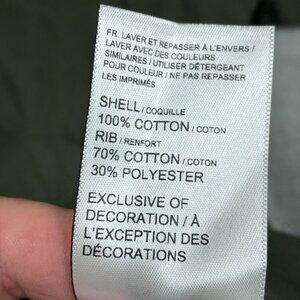 FR: LAVER ET REPASSER À L'ENVERS /
LAVER AVEC DES COULEURS
SIMILAIRES / UTILISER DÉTERGENT
POUR COULEUR / NE PAS REPASSER
LES IMPRIMÉS
SHELL / COQUILLE
100% COTTON / COTON
RIB / RENFORT
70% COTTON / COTON
30% POLYESTER
EXCLUSIVE OF
DECORATION / À
L'EXCEPTION DES
DÉCORATIONS